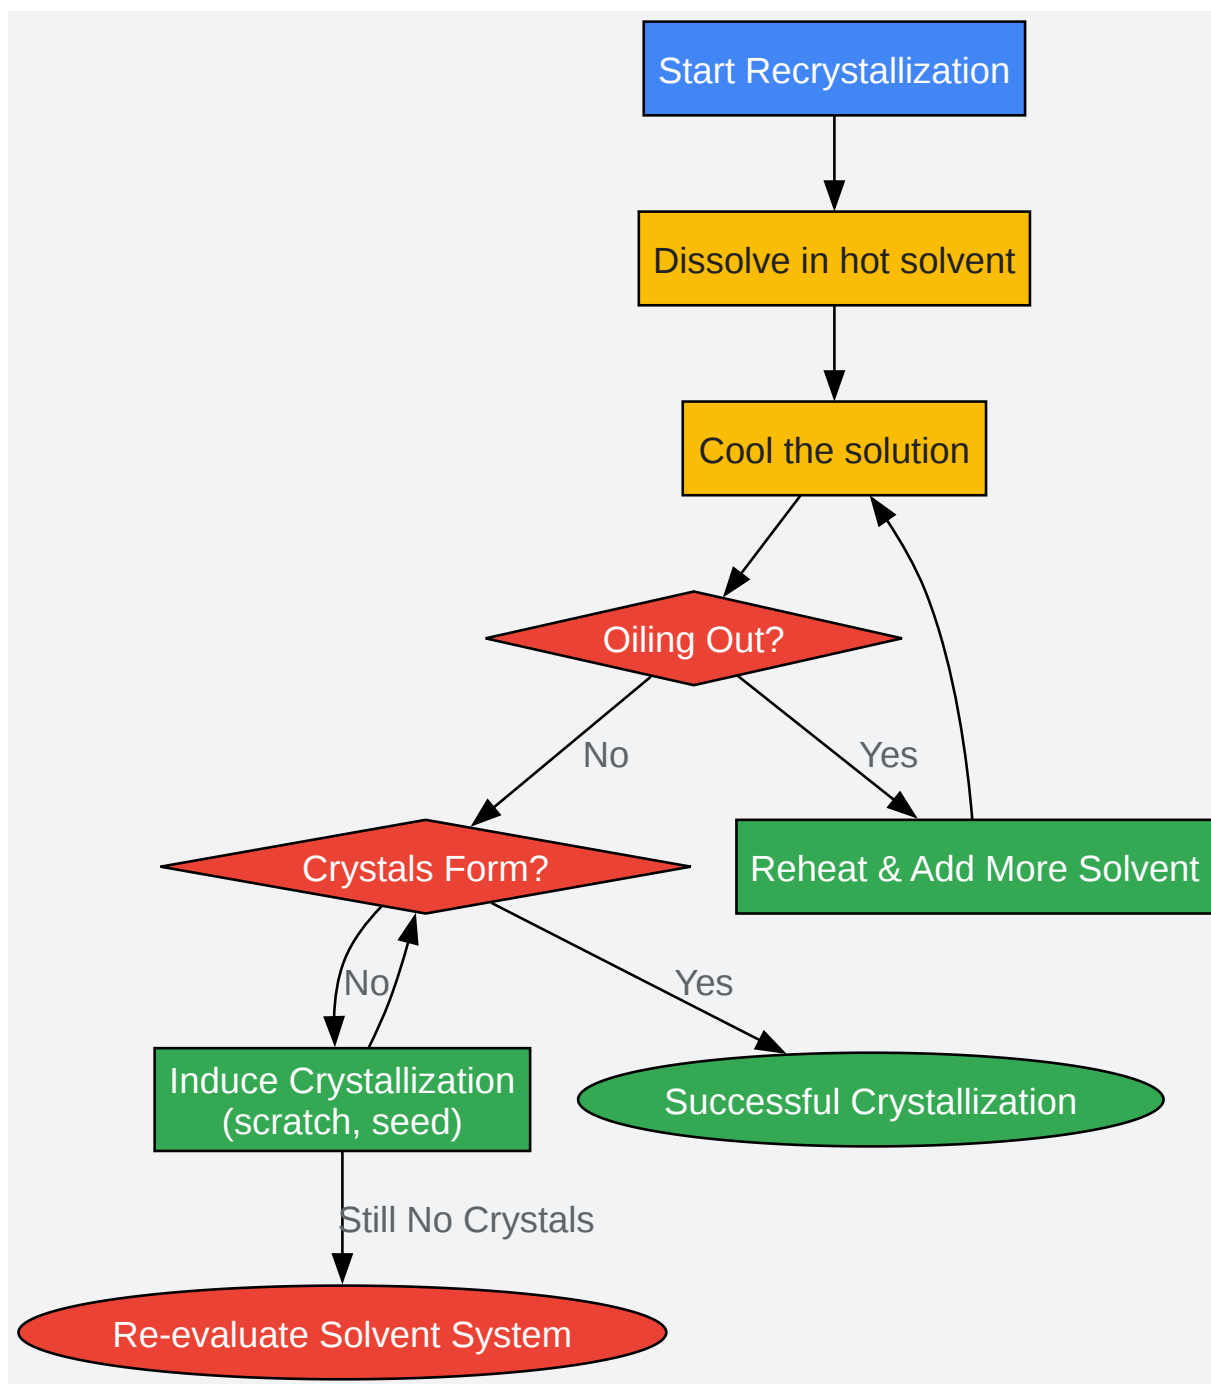 Start Recrystallization
Dissolve in hot solvent
Cool the solution
Oiling Out?
No
Yes
Crystals Form?
Reheat & Add More Solvent
No
Yes
Induce Crystallization
(scratch, seed)
Successful Crystallization
Still No Crystals
Re-evaluate Solvent System